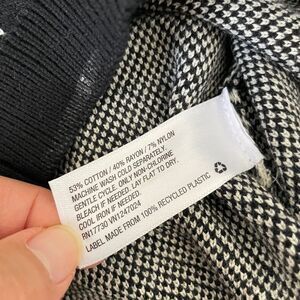 53% COTTON / 40% RAYON / 7% NYLON
MACHINE WASH COLD SEPARATELY.
GENTLE CYCLE. ONLY NON-CHLORINE
BLEACH IF NEEDED. LAY FLAT TO DRY.
COOL IRON IF NEEDED.
RN17730 VN1247024
LABEL MADE FROM 100% RECYCLED PLASTIC